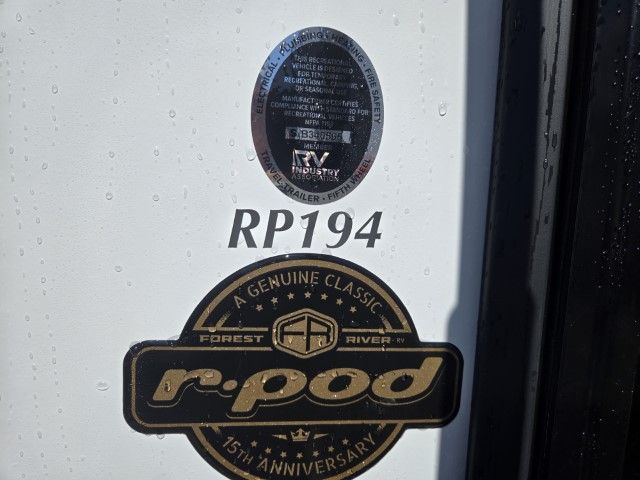 ELECTRICAL • PLUMBING • HEATING • FIRE SAFETY
THIS RECREATIONAL
VEHICLE IS DESIGNED
FOR TEMPORARY
RECREATIONAL, CAMPING,
OR SEASONAL USE
MANUFACTURER CERTIFIES
COMPLIANCE WITH STANDARD FOR
RECREATIONAL VEHICLES
NFPA 1192
MEMBER
RV
INDUSTRY
ASSOCIATION
TRAVEL TRAILER • FIFTH WHEEL
RP194
A GENUINE CLASSIC
FOREST RIVER RV
r·pod
15TH ANNIVERSARY